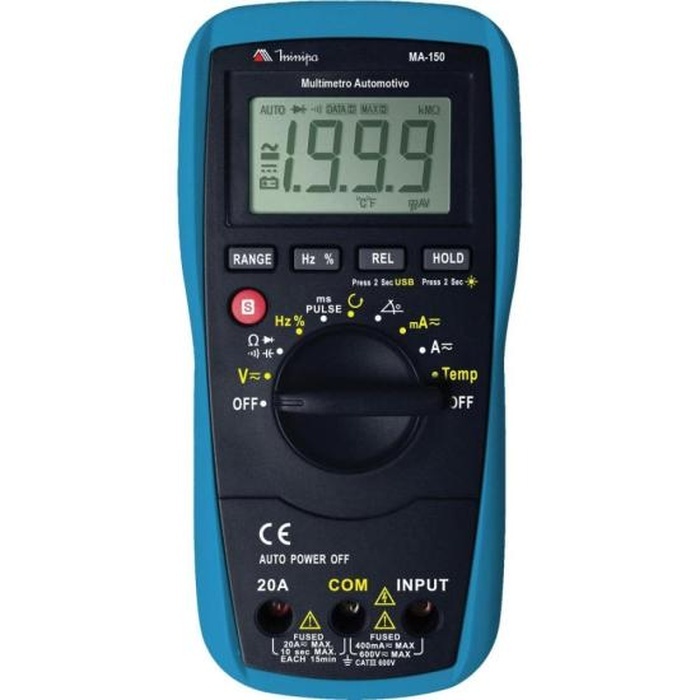 Minipa MA-150
Multimetro Automotivo
AUTO DATA MAX kMΩ
1.9.9.9
°C°F
RANGE Hz % REL HOLD
Press 2 Sec USB Press 2 Sec
S
ms
PULSE
Hz% mA
Ω A
V Temp
OFF OFF
CE
AUTO POWER OFF
20A COM INPUT
FUSED FUSED
20A MAX. 400mA MAX.
10 sec MAX. 600V MAX.
EACH 15min CAT III 600V